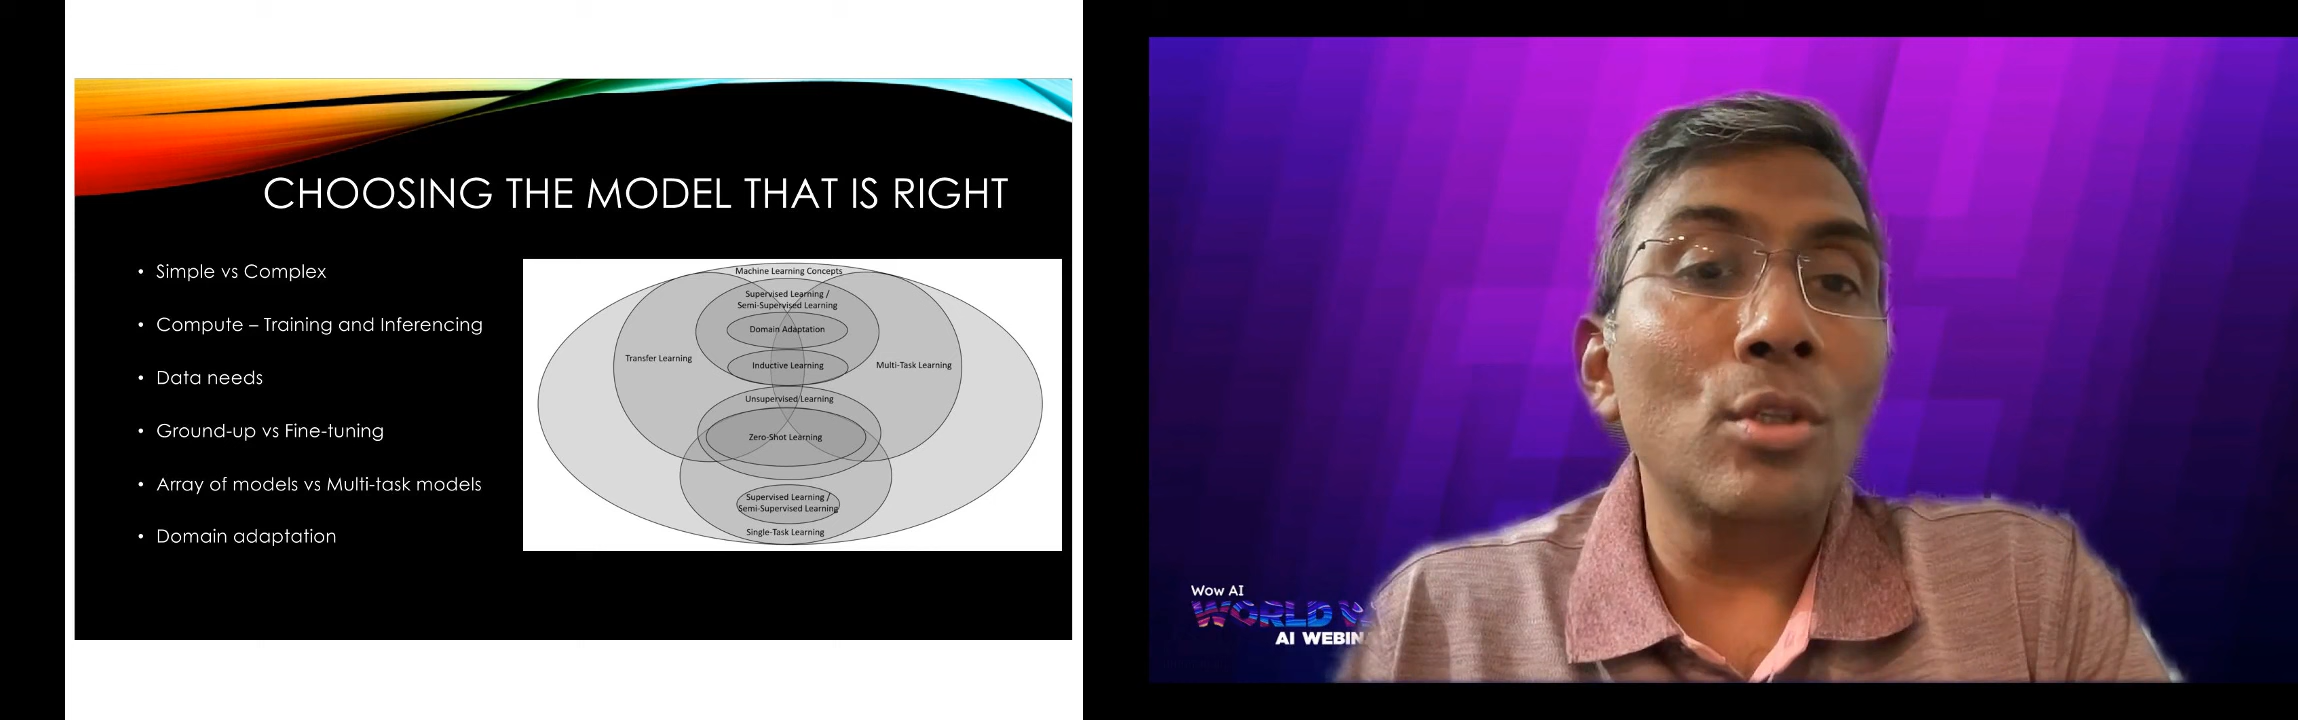 CHOOSING THE MODEL THAT IS RIGHT
• Simple vs Complex
• Compute – Training and Inferencing
• Data needs
• Ground-up vs Fine-tuning
• Array of models vs Multi-task models
• Domain adaptation
Machine Learning Concepts
Supervised Learning /
Semi-Supervised Learning
Domain Adaptation
Transfer Learning
Inductive Learning
Multi-Task Learning
Unsupervised Learning
Zero-Shot Learning
Supervised Learning /
Semi-Supervised Learning
Single-Task Learning
Wow AI
WORLD
AI WEBIN